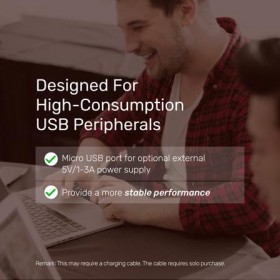 Designed For
High-Consumption
USB Peripherals
Micro USB port for optional external
5V/1-3A power supply
Provide a more stable performance
Remark: This may require a charging cable. The cable requires solo purchase.